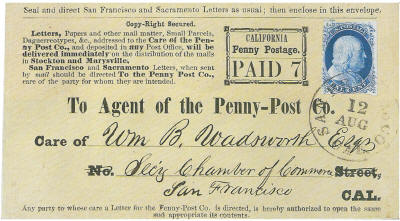 Seal and direct San Francisco and Sacramento Letters as usual; then enclose in this envelope.
Copy-Right Secured.
Letters, Papers and other mail matter, Small Parcels,
Daguerreotypes, &c., addressed to the Care of the Pen-
ny Post Co., and deposited in any Post Office, will be
delivered immediately on the distribution of the mails
in Stockton and Marysville.
San Francisco and Sacramento Letters, when sent
by mail should be directed To the Penny Post Co.,
care of the party for whom they are intended.
CALIFORNIA
Penny Postage.
PAID 7
To Agent of the Penny-Post Co.
12
AUG
Care of Wm B. Wadsworth Esqr
No. Secy Chamber of Commerce Street,
San Francisco
CAL.
Any party to whose care a Letter for the Penny-Post Co. is directed, is hereby authorized to open the same
and appropriate its contents.